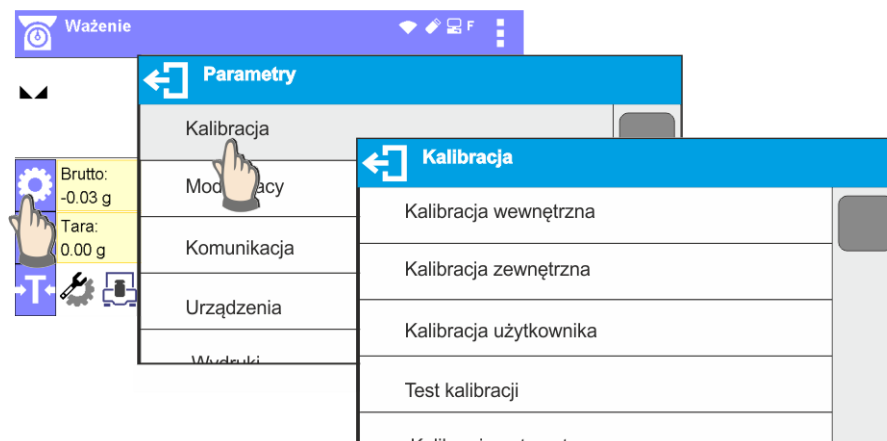 Ważenie
F
Parametry
Kalibracja
Brutto:
-0.03 g
Tara:
0.00 g
T
Komunikacja
Urządzenia
Wydruki
Kalibracja
Kalibracja wewnętrzna
Kalibracja zewnętrzna
Kalibracja użytkownika
Test kalibracji